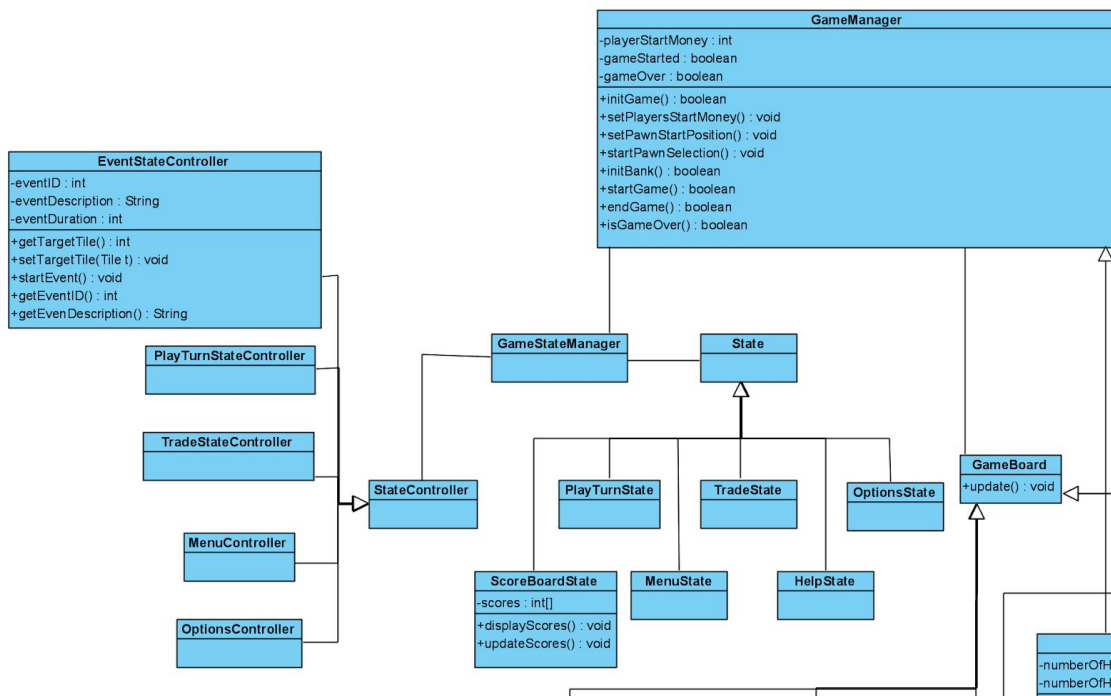 GameManager
-playerStartMoney : int
-gameStarted : boolean
-gameOver : boolean
+initGame() : boolean
+setPlayersStartMoney() : void
+setPawnStartPosition() : void
+startPawnSelection() : void
+initBank() : boolean
+startGame() : boolean
+endGame() : boolean
+isGameOver() : boolean
EventStateController
-eventID : int
-eventDescription : String
-eventDuration : int
+getTargetTile() : int
+setTargetTile(Tile t) : void
+startEvent() : void
+getEventID() : int
+getEvenDescription() : String
PlayTurnStateController
TradeStateController
MenuController
OptionsController
StateController
GameStateManager
State
PlayTurnState
TradeState
OptionsState
ScoreBoardState
-scores : int[]
+displayScores() : void
+updateScores() : void
MenuState
HelpState
GameBoard
+update() : void
-numberOfH
-numberOfH